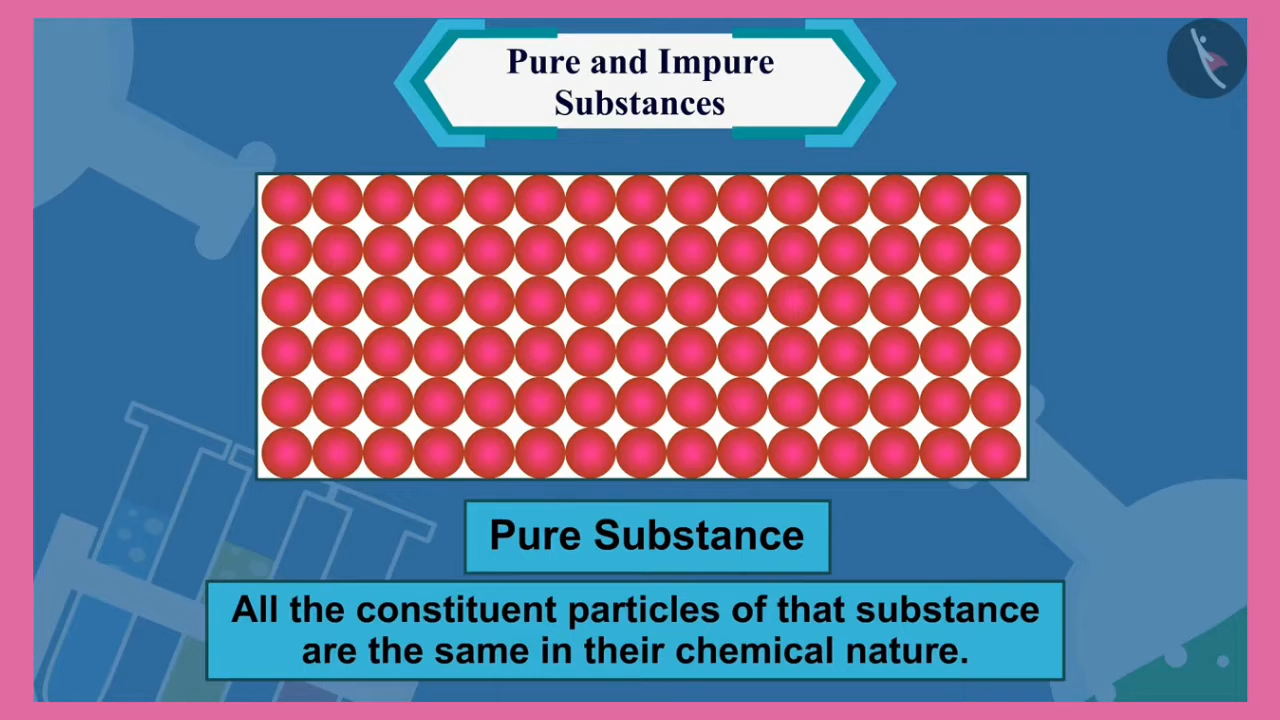 Pure and Impure
Substances
Pure Substance
All the constituent particles of that substance
are the same in their chemical nature.